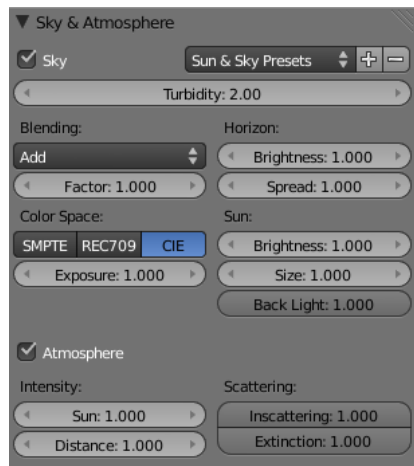 Sky & Atmosphere
Sky
Sun & Sky Presets
Turbidity: 2.00
Blending:
Add
Factor: 1.000
Horizon:
Brightness: 1.000
Spread: 1.000
Color Space:
SMPTE REC709 CIE
Exposure: 1.000
Sun:
Brightness: 1.000
Size: 1.000
Back Light: 1.000
Atmosphere
Intensity:
Sun: 1.000
Distance: 1.000
Scattering:
Inscattering: 1.000
Extinction: 1.000